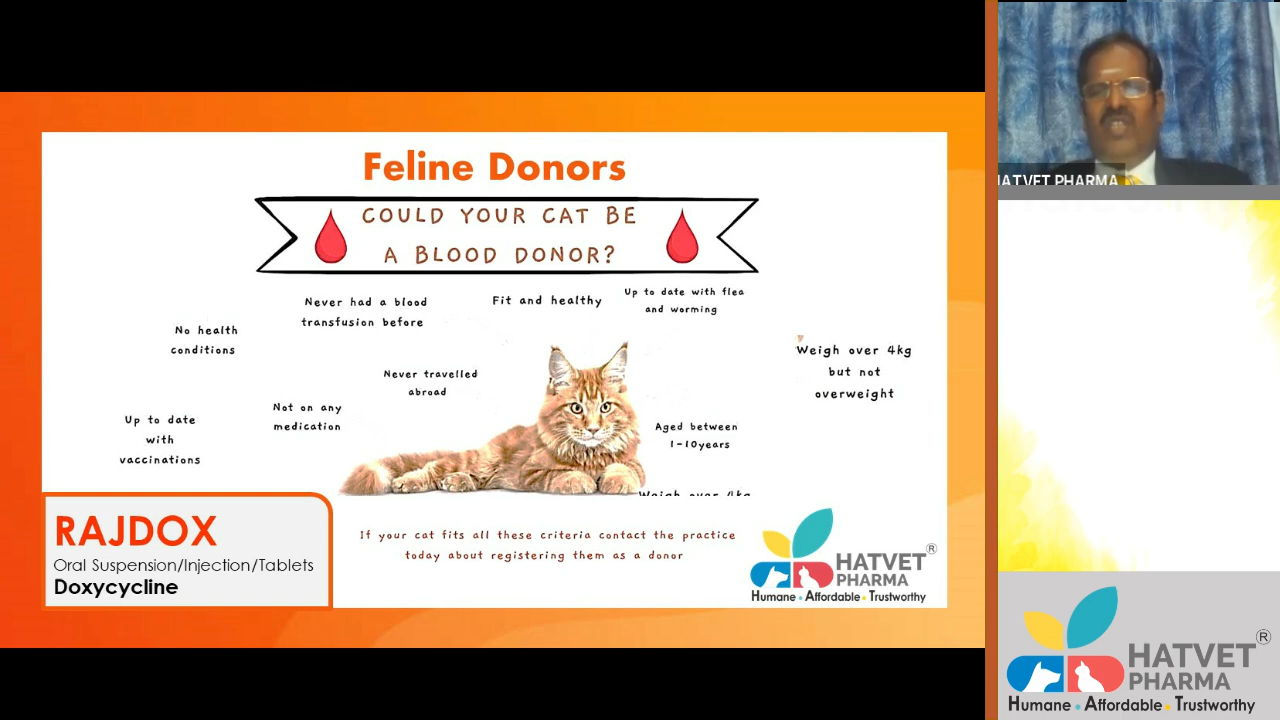 Feline Donors
COULD YOUR CAT BE
A BLOOD DONOR?
Never had a blood
transfusion before
Fit and healthy
Up to date with flea
and worming
No health
conditions
Weigh over 4kg
but not
overweight
Never travelled
abroad
Not on any
medication
Up to date
with
vaccinations
Aged between
1-10years
Weigh over 4kg
If your cat fits all these criteria contact the practice
today about registering them as a donor
RAJDOX
Oral Suspension/Injection/Tablets
Doxycycline
HATVET®
PHARMA
Humane • Affordable • Trustworthy
HATVET PHARMA
HATVET®
PHARMA
Humane • Affordable • Trustworthy